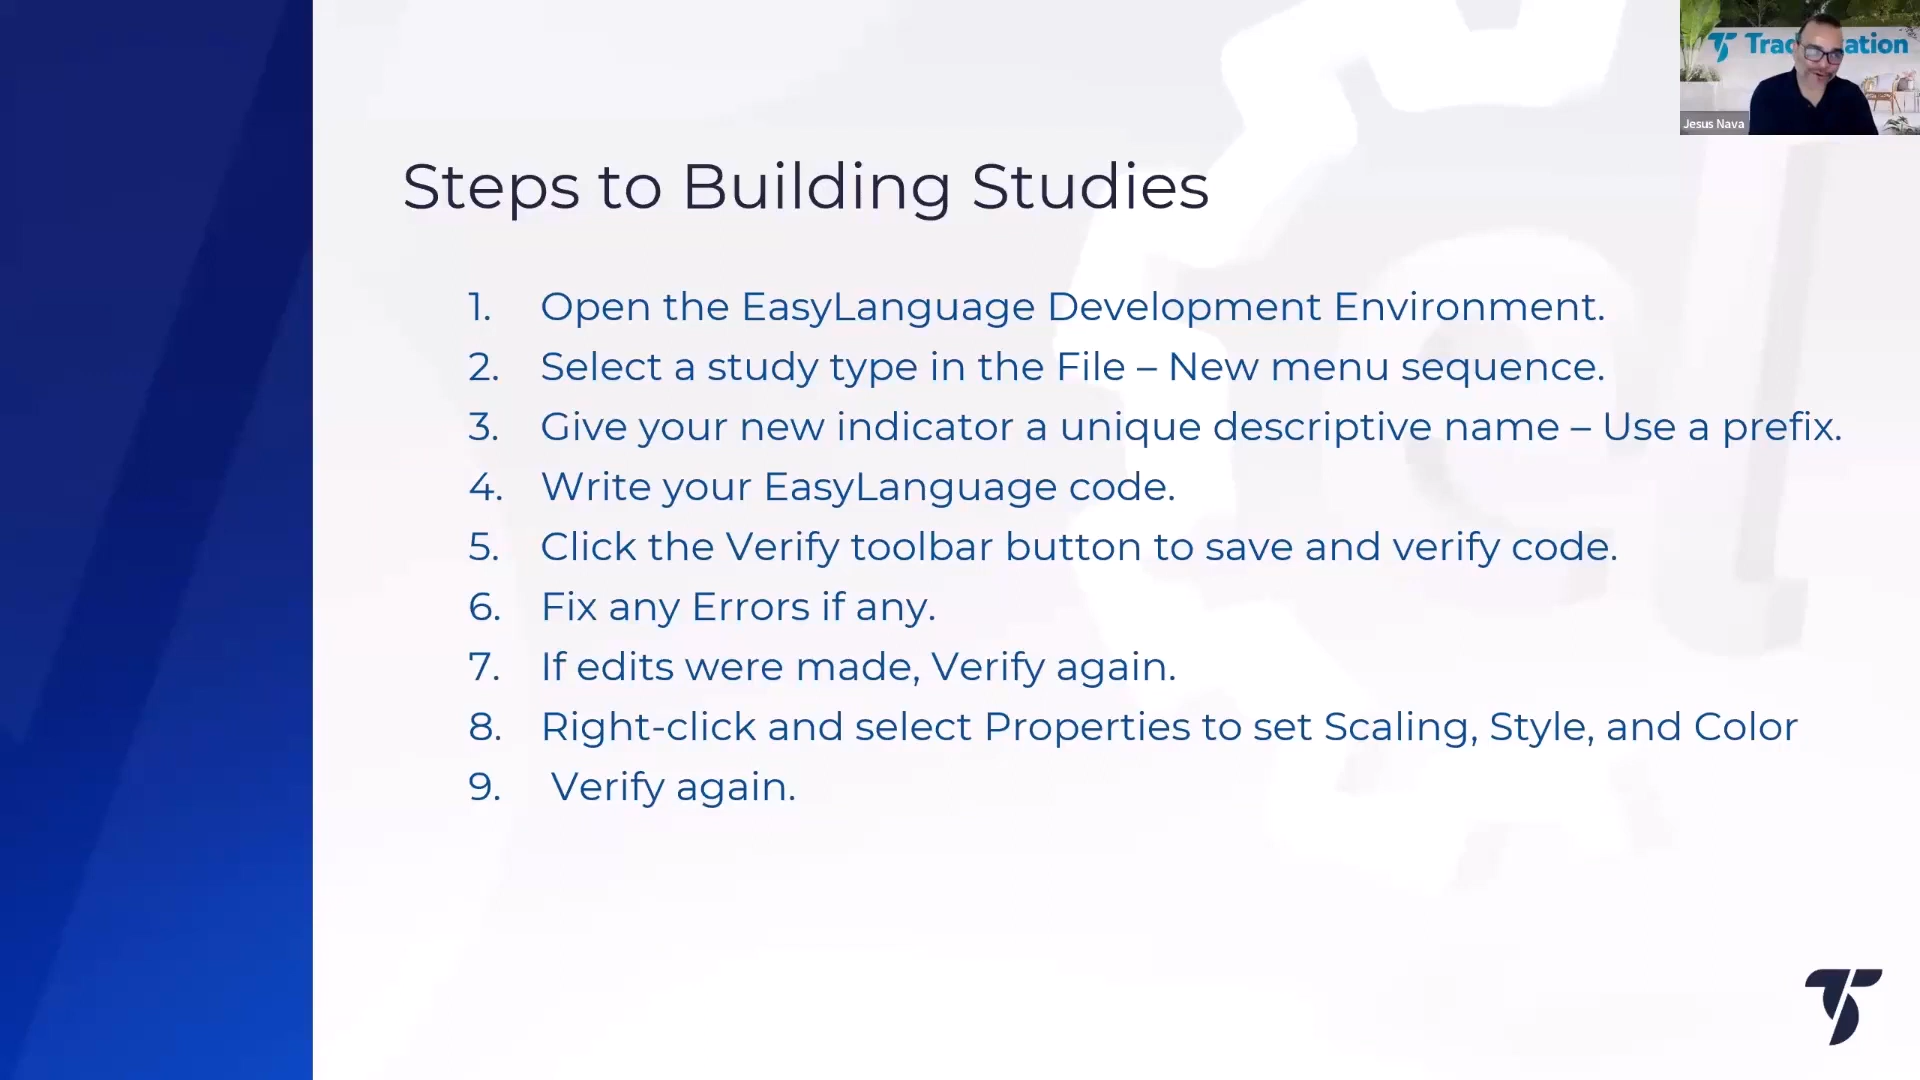 Steps to Building Studies
1. Open the EasyLanguage Development Environment.
2. Select a study type in the File – New menu sequence.
3. Give your new indicator a unique descriptive name – Use a prefix.
4. Write your EasyLanguage code.
5. Click the Verify toolbar button to save and verify code.
6. Fix any Errors if any.
7. If edits were made, Verify again.
8. Right-click and select Properties to set Scaling, Style, and Color
9. Verify again.
Jesus Nava